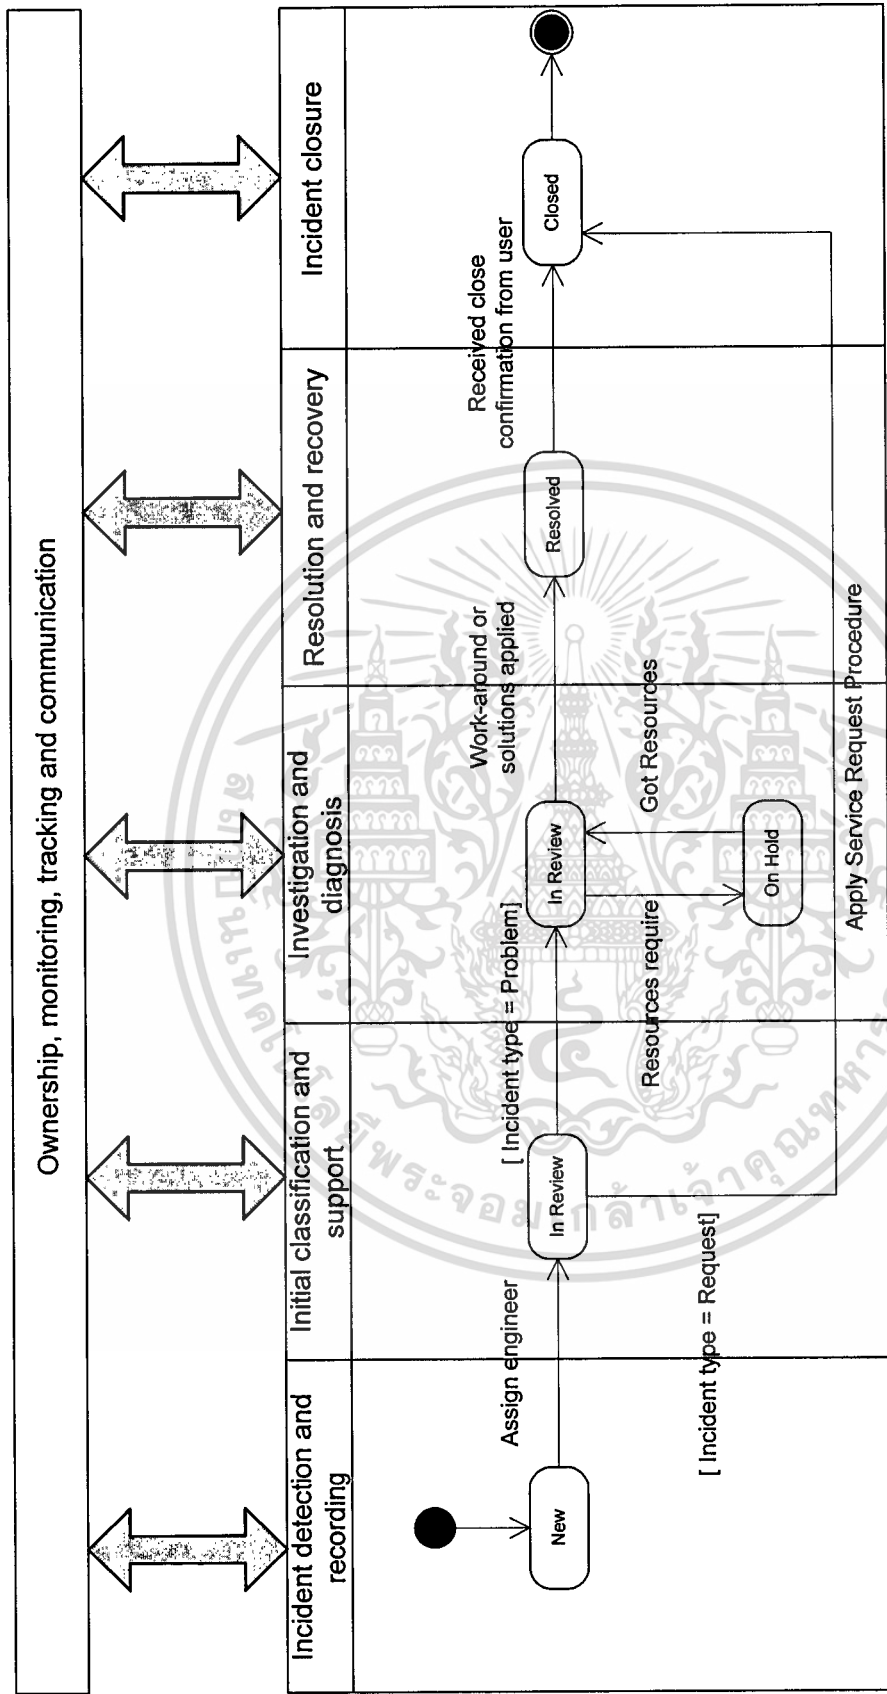 Ownership, monitoring, tracking and communication
Incident detection and
recording
Initial classification and
support
Investigation and
diagnosis
Resolution and recovery
Incident closure
New
Assign engineer
In Review
[ Incident type = Problem]
In Review
Work-around or
solutions applied
Resolved
Received close
confirmation from user
Closed
Resources require
Got Resources
On Hold
[ Incident type = Request]
Apply Service Request Procedure